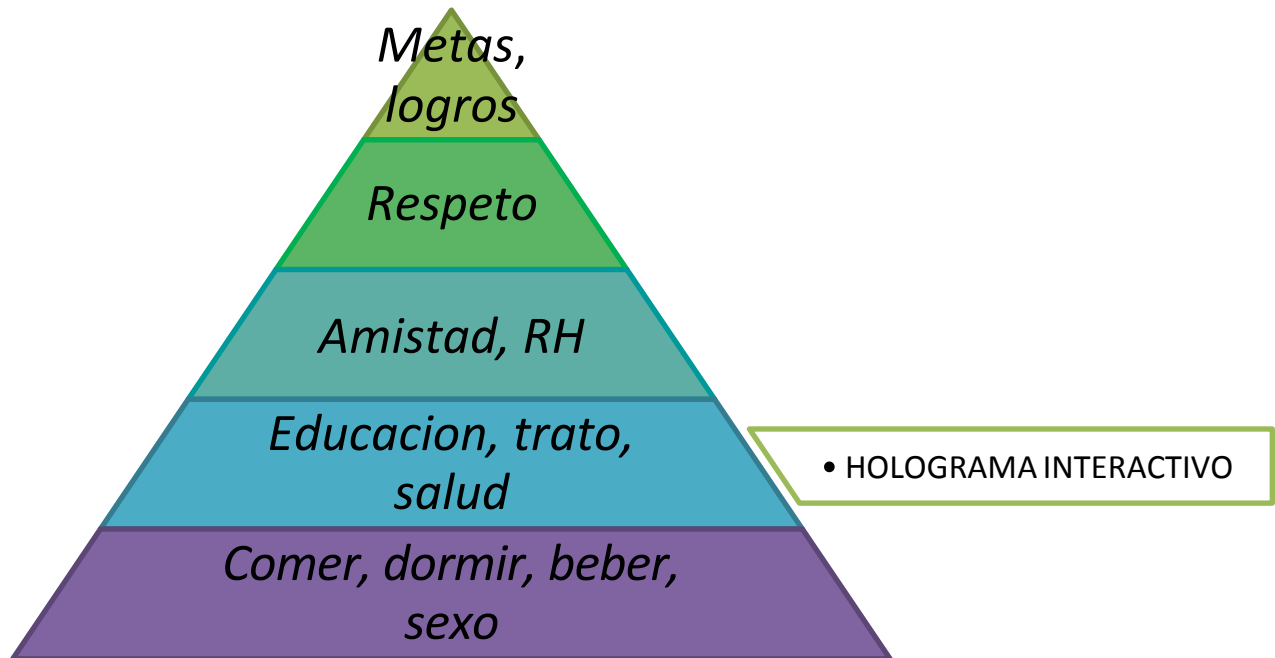 Metas,
logros
Respeto
Amistad, RH
Educacion, trato,
salud
• HOLOGRAMA INTERACTIVO
Comer, dormir, beber,
sexo